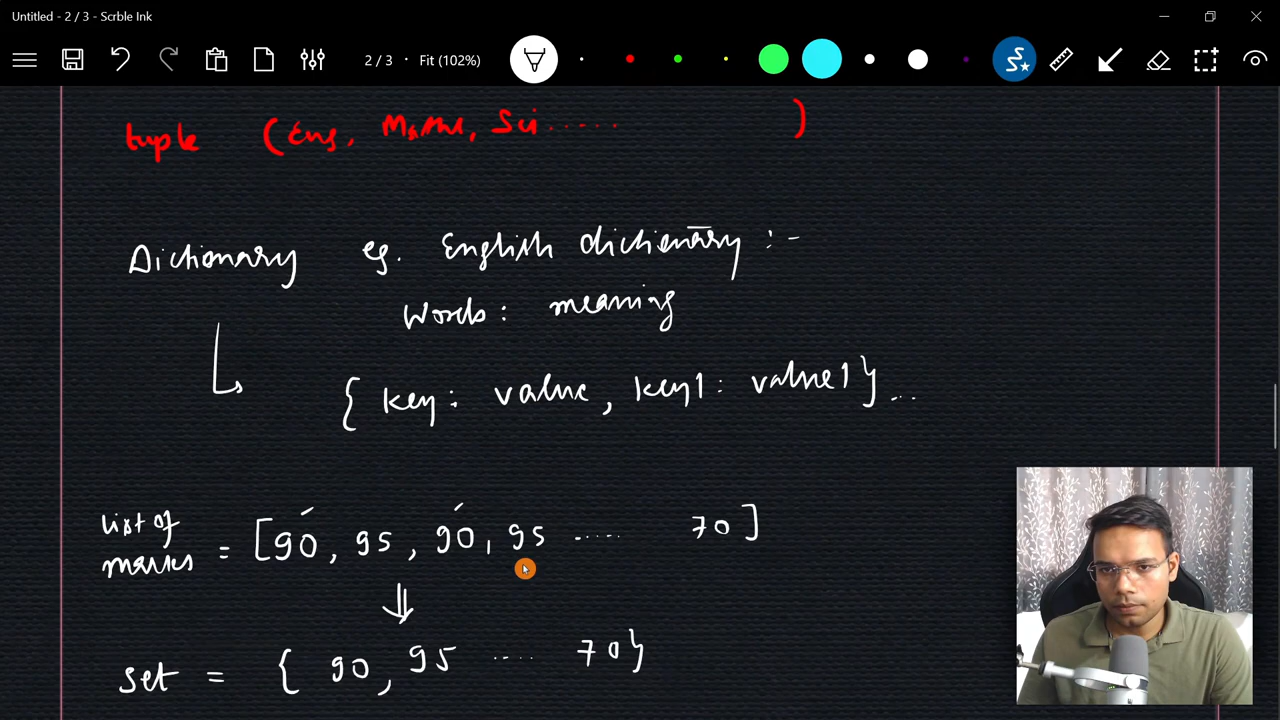 Untitled - 2 / 3 - Scrble Ink
2 / 3 · Fit (102%)
tuple (Eng, Maths, Sci ..... )
Dictionary eg. English dictionary :-
Words : meaning
{ key : value, key1 : value1 } ...
List of
marks = [90, 95, 90, 95 ..... 70]
set = { 90, 95 .... 70}